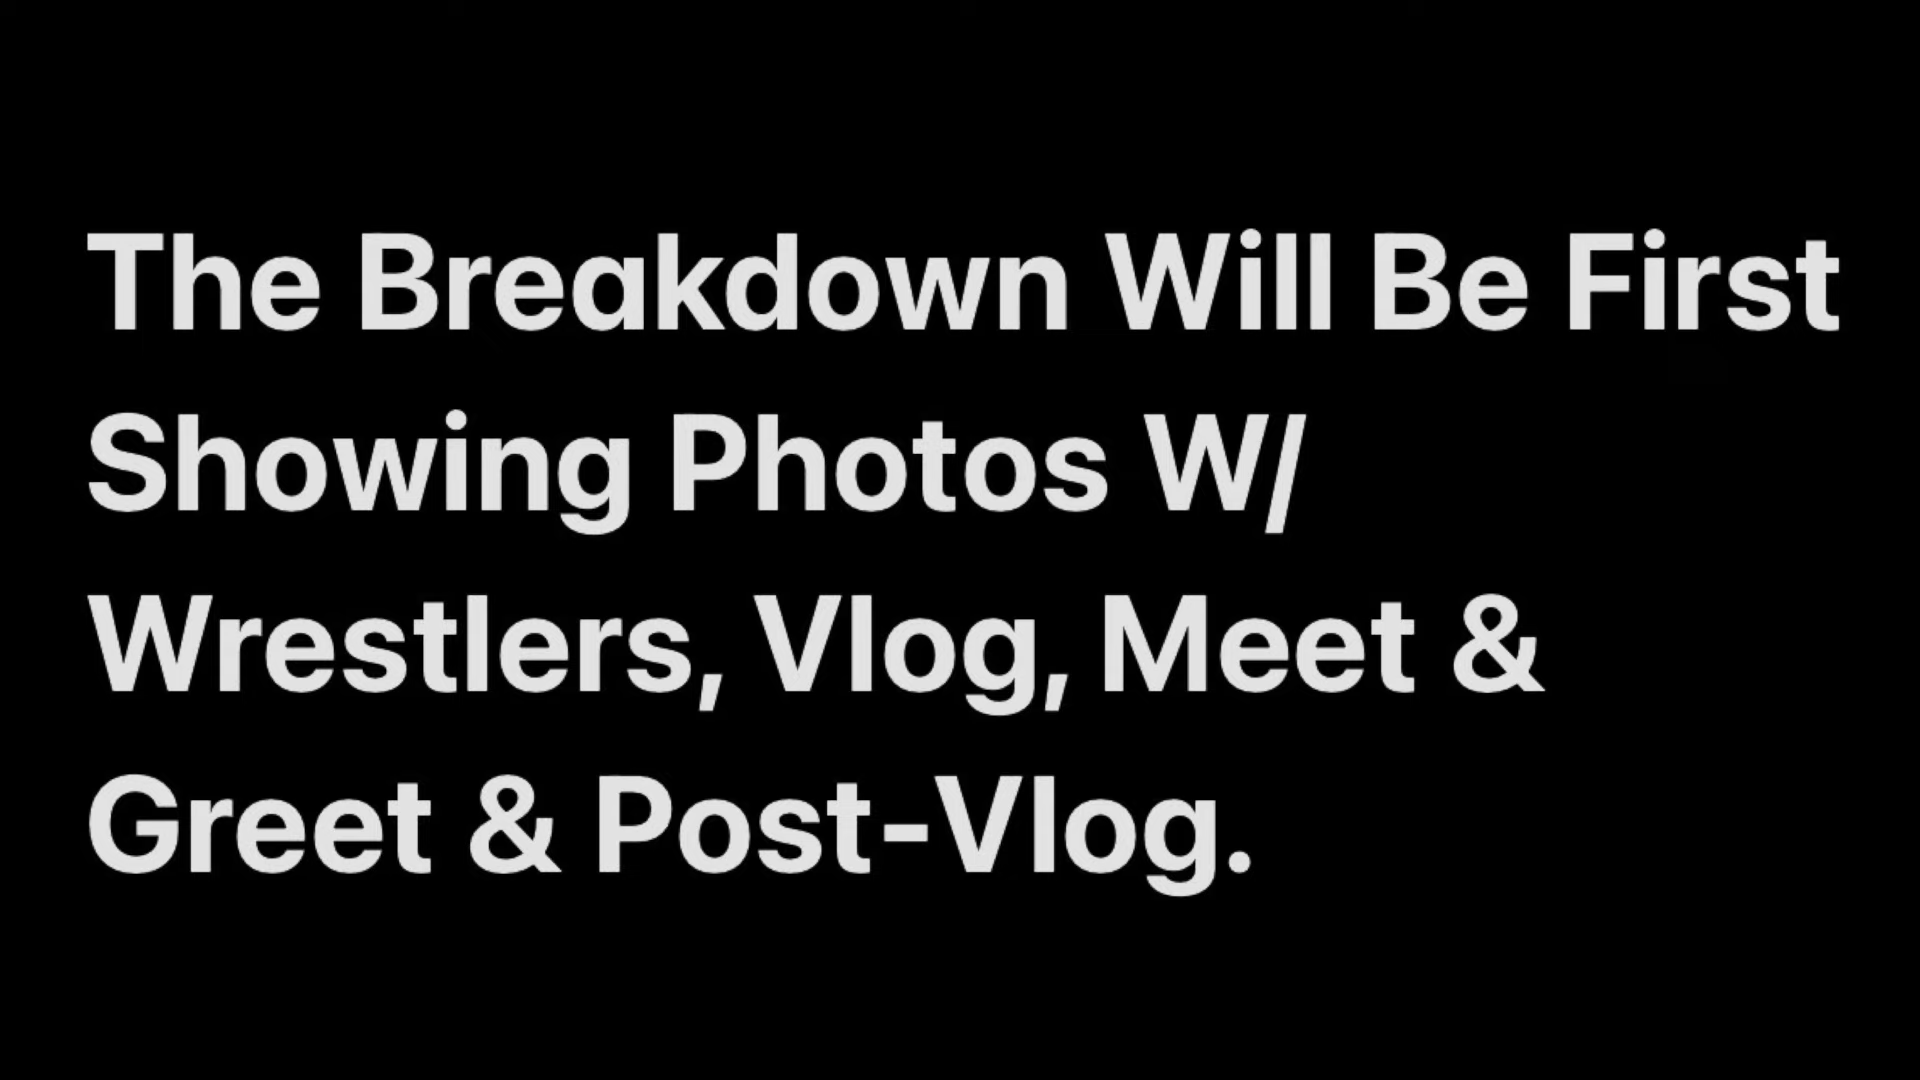 The Breakdown Will Be First
Showing Photos W/
Wrestlers, Vlog, Meet &
Greet & Post-Vlog.